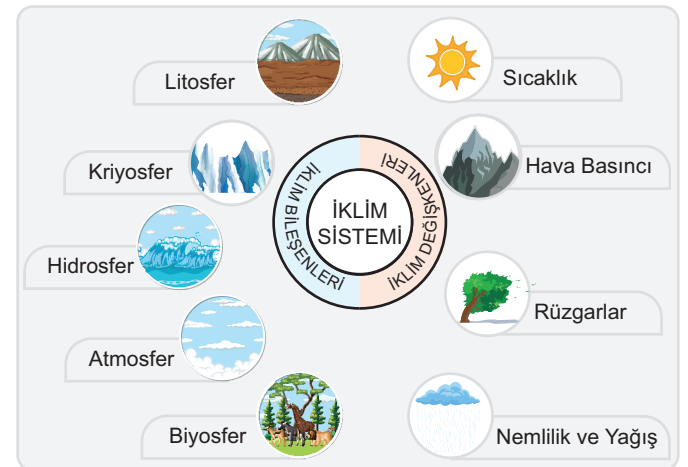 Litosfer
Kriyosfer
Hidrosfer
Atmosfer
Biyosfer
İKLİM BİLEŞENLERİ
İKLİM
SİSTEMİ
İKLİM DEĞİŞKENLERİ
Sıcaklık
Hava Basıncı
Rüzgarlar
Nemlilik ve Yağış